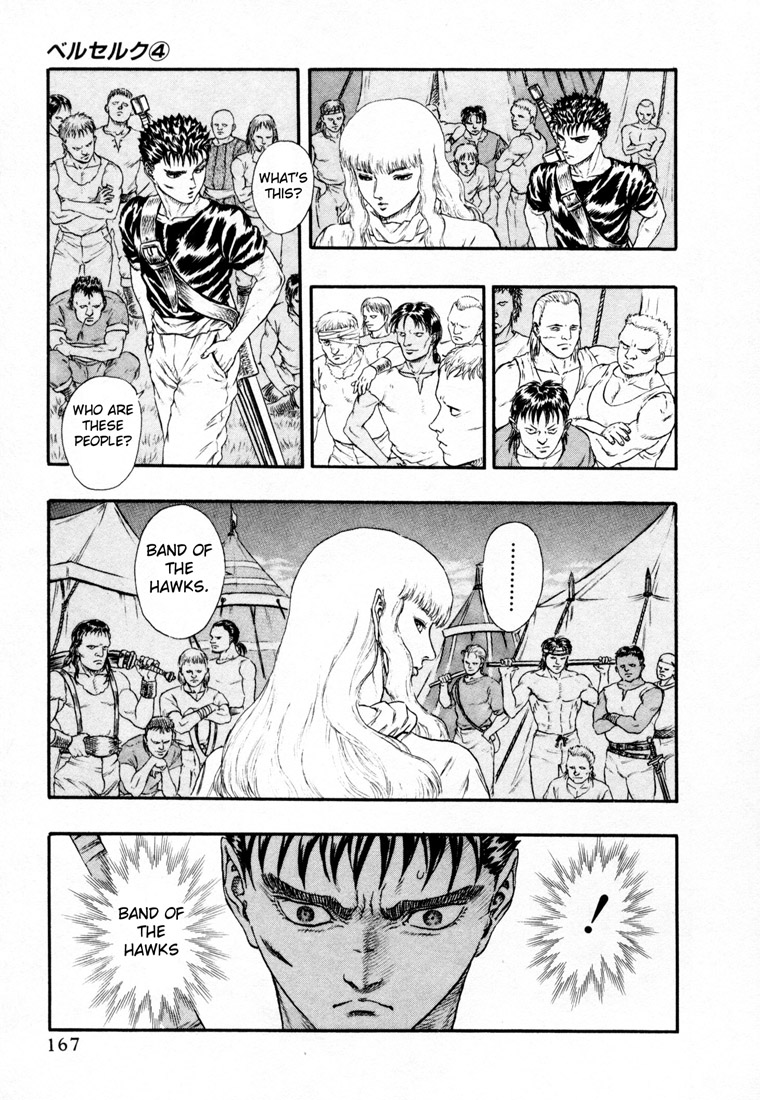 ベルセルク④
WHAT'S
THIS?
WHO ARE
THESE
PEOPLE?
BAND OF
THE
HAWKS.
..........
BAND OF
THE
HAWKS
!
167